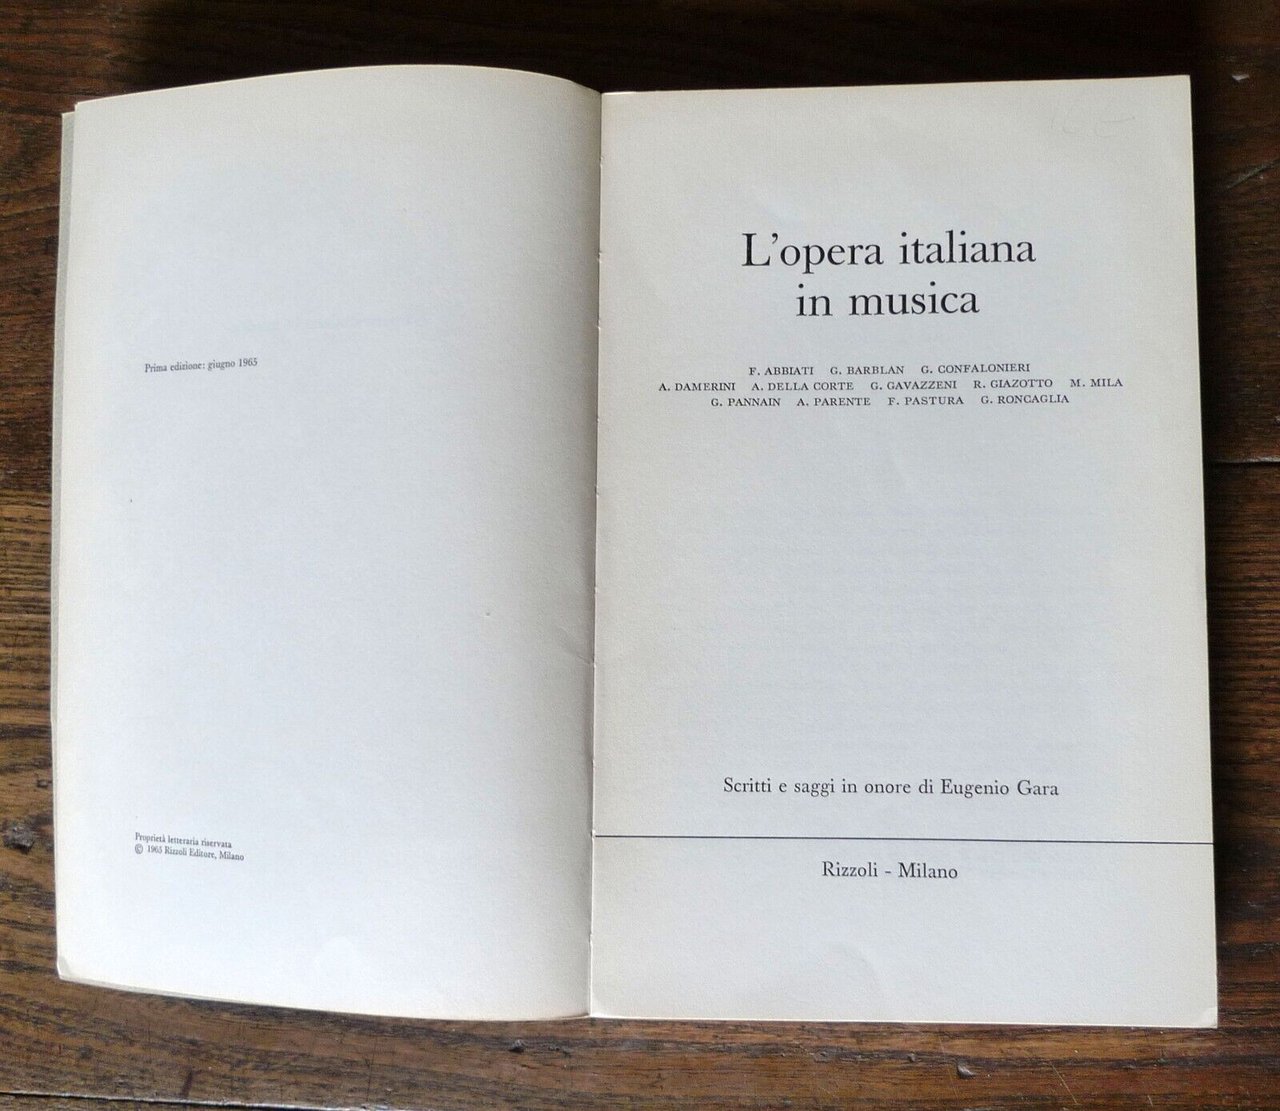 Prima edizione: giugno 1965
Proprietà letteraria riservata
© 1965 Rizzoli Editore, Milano
L'opera italiana
in musica
F. ABBIATI G. BARBLAN G. CONFALONIERI
A. DAMERINI A. DELLA CORTE G. GAVAZZENI R. GIAZOTTO M. MILA
G. PANNAIN A. PARENTE F. PASTURA G. RONCAGLIA
Scritti e saggi in onore di Eugenio Gara
Rizzoli - Milano